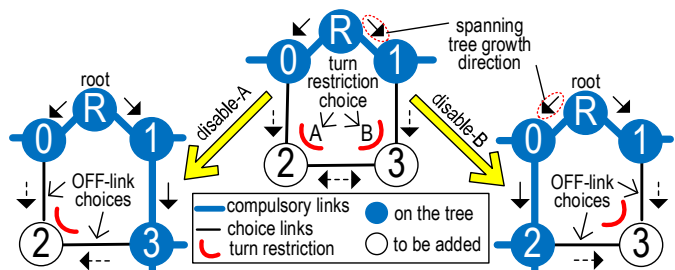 R
0
1
turn
restriction
choice
A
B
2
3
spanning
tree growth
direction
root
R
0
1
OFF-link
choices
2
3
disable-A
disable-B
root
R
0
1
OFF-link
choices
2
3
compulsory links
choice links
turn restriction
on the tree
to be added